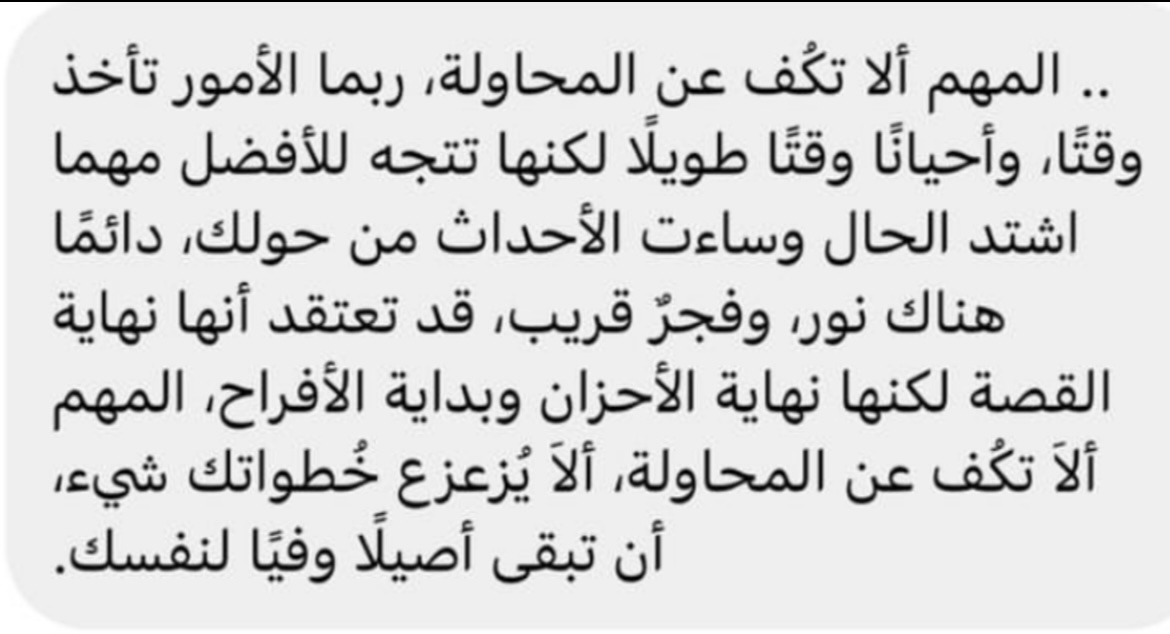 .. المهم ألا تكُف عن المحاولة، ربما الأمور تأخذ
وقتًا، وأحيانًا وقتًا طويلًا لكنها تتجه للأفضل مهما
اشتد الحال وساءت الأحداث من حولك، دائمًا
هناك نور، وفجرٌ قريب، قد تعتقد أنها نهاية
القصة لكنها نهاية الأحزان وبداية الأفراح، المهم
ألاَ تكُف عن المحاولة، ألاَ يُزعزع خُطواتك شيء،
أن تبقى أصيلًا وفيًا لنفسك.